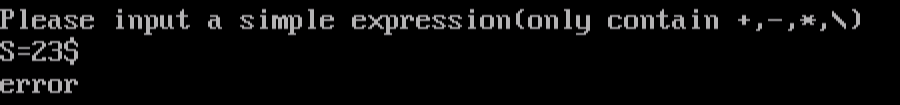 Please input a simple expression(only contain +,-,*,\)
S=23$
error